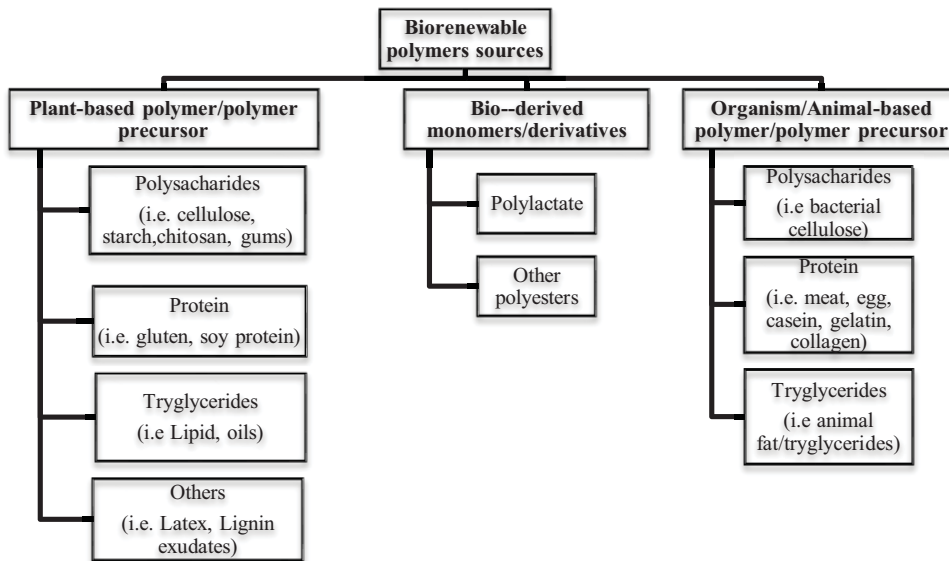 Biorenewable
polymers sources
Plant-based polymer/polymer
precursor
Polysacharides
(i.e. cellulose,
starch,chitosan, gums)
Protein
(i.e. gluten, soy protein)
Tryglycerides
(i.e Lipid, oils)
Others
(i.e. Latex, Lignin
exudates)
Bio--derived
monomers/derivatives
Polylactate
Other
polyesters
Organism/Animal-based
polymer/polymer precursor
Polysacharides
(i.e bacterial
cellulose)
Protein
(i.e. meat, egg,
casein, gelatin,
collagen)
Tryglycerides
(i.e animal
fat/tryglycerides)